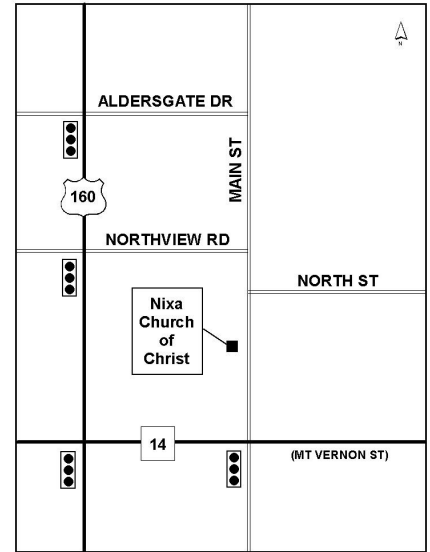 N
ALDERSGATE DR
MAIN ST
160
NORTHVIEW RD
NORTH ST
Nixa
Church
of
Christ
14
(MT VERNON ST)